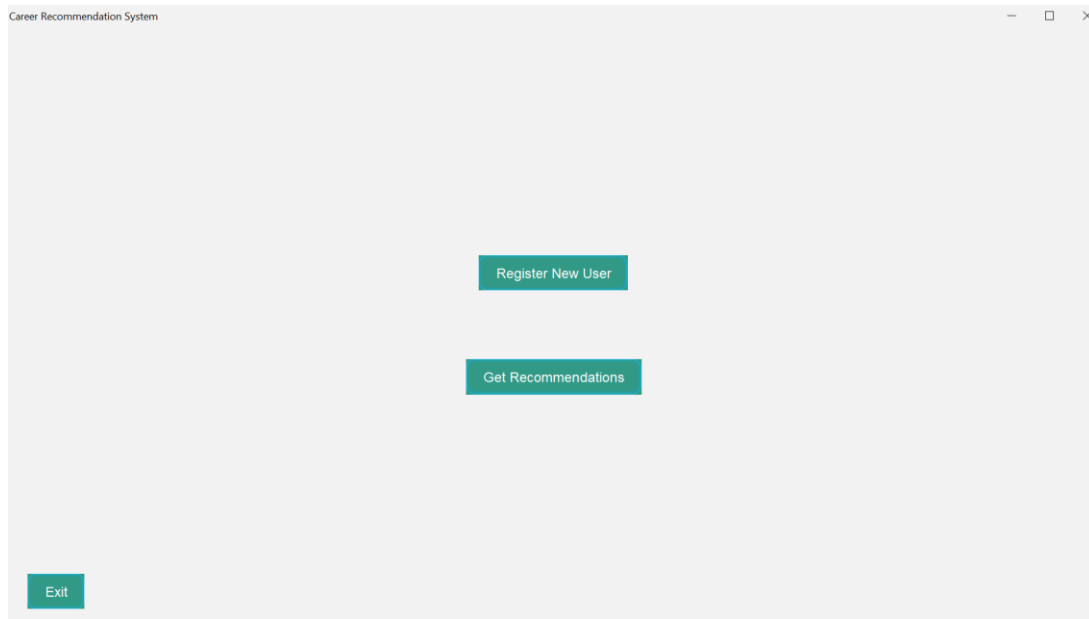 Career Recommendation System
Register New User
Get Recommendations
Exit